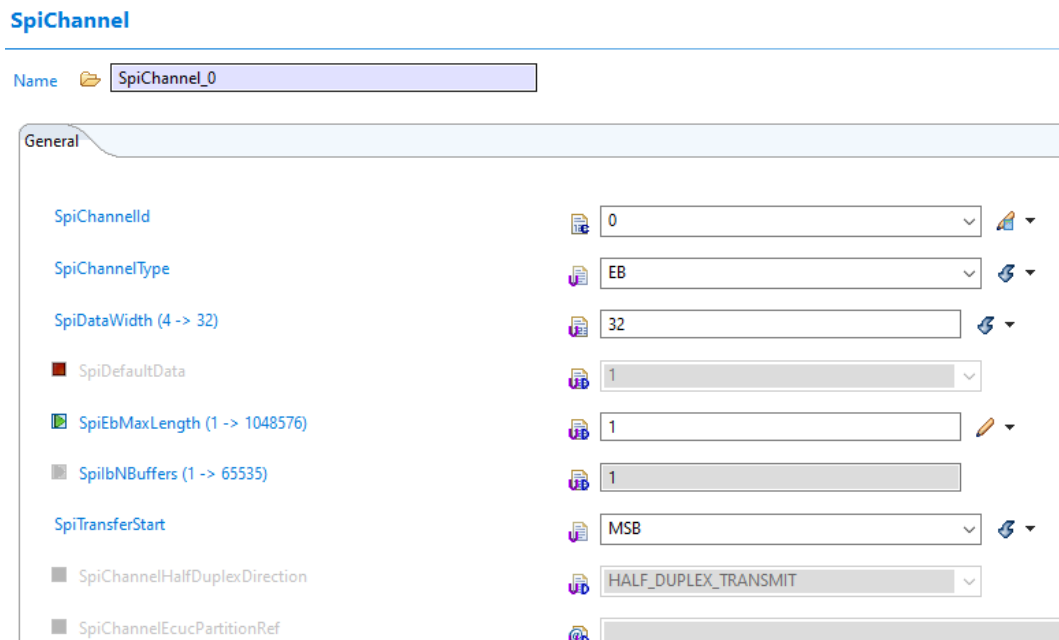 SpiChannel
Name SpiChannel_0
General
SpiChannelId 0
SpiChannelType EB
SpiDataWidth (4 -> 32) 32
SpiDefaultData 1
SpiEbMaxLength (1 -> 1048576) 1
SpiIbNBuffers (1 -> 65535) 1
SpiTransferStart MSB
SpiChannelHalfDuplexDirection HALF_DUPLEX_TRANSMIT
SpiChannelEcucPartitionRef